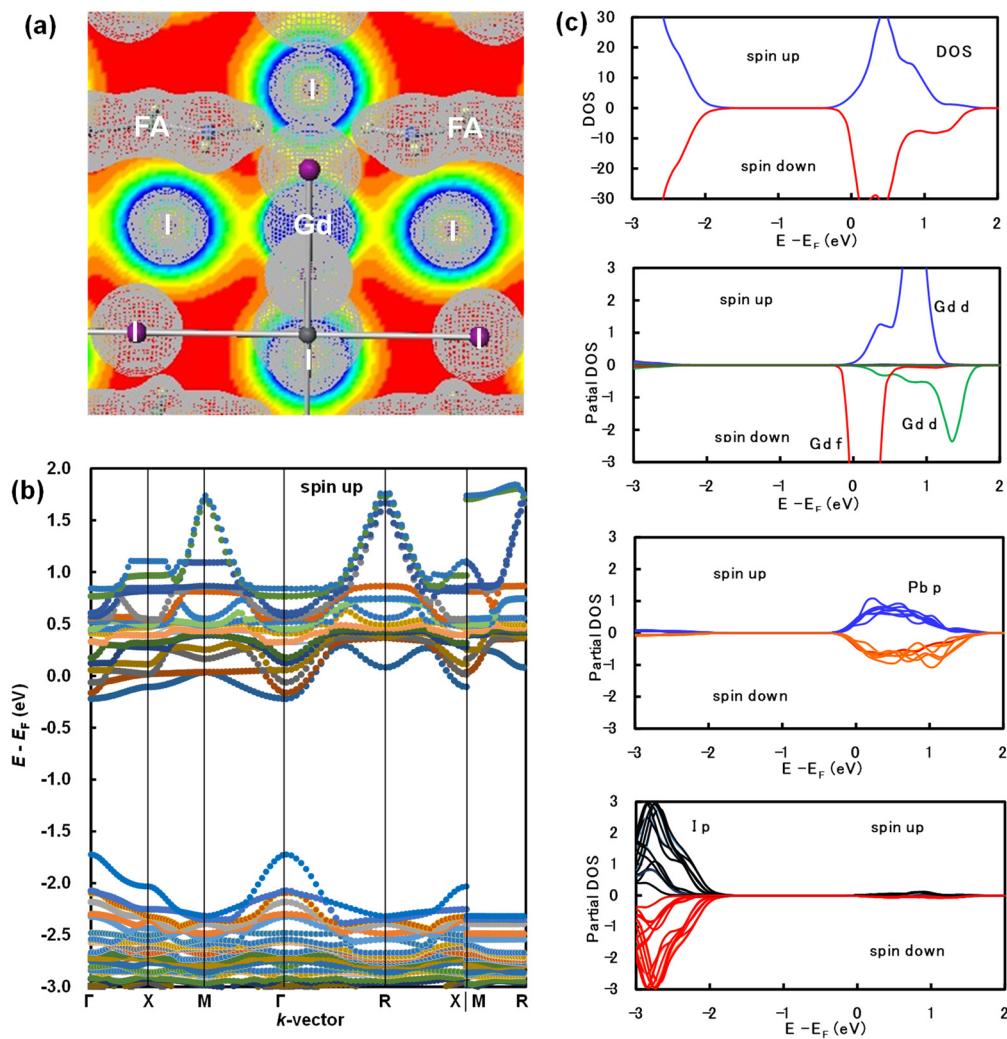 (a)
I
FA
FA
I
Gd
I
I
I
I
(b)
spin up
2.0
1.5
1.0
0.5
0.0
-0.5
-1.0
-1.5
-2.0
-2.5
-3.0
E - EF (eV)
Γ X M Γ R X | M R
k-vector
(c)
30
20
10
0
-10
-20
-30
DOS
spin up
DOS
spin down
-3 -2 -1 0 1 2
E －EF (eV)
3
2
1
0
-1
-2
-3
Patial DOS
spin up
Gd d
spin down
Gd f
Gd d
-3 -2 -1 0 1 2
E －EF (eV)
3
2
1
0
-1
-2
-3
Partial DOS
spin up
Pb p
spin down
-3 -2 -1 0 1 2
E －EF (eV)
3
2
1
0
-1
-2
-3
Partial DOS
I p
spin up
spin down
-3 -2 -1 0 1 2
E －EF (eV)